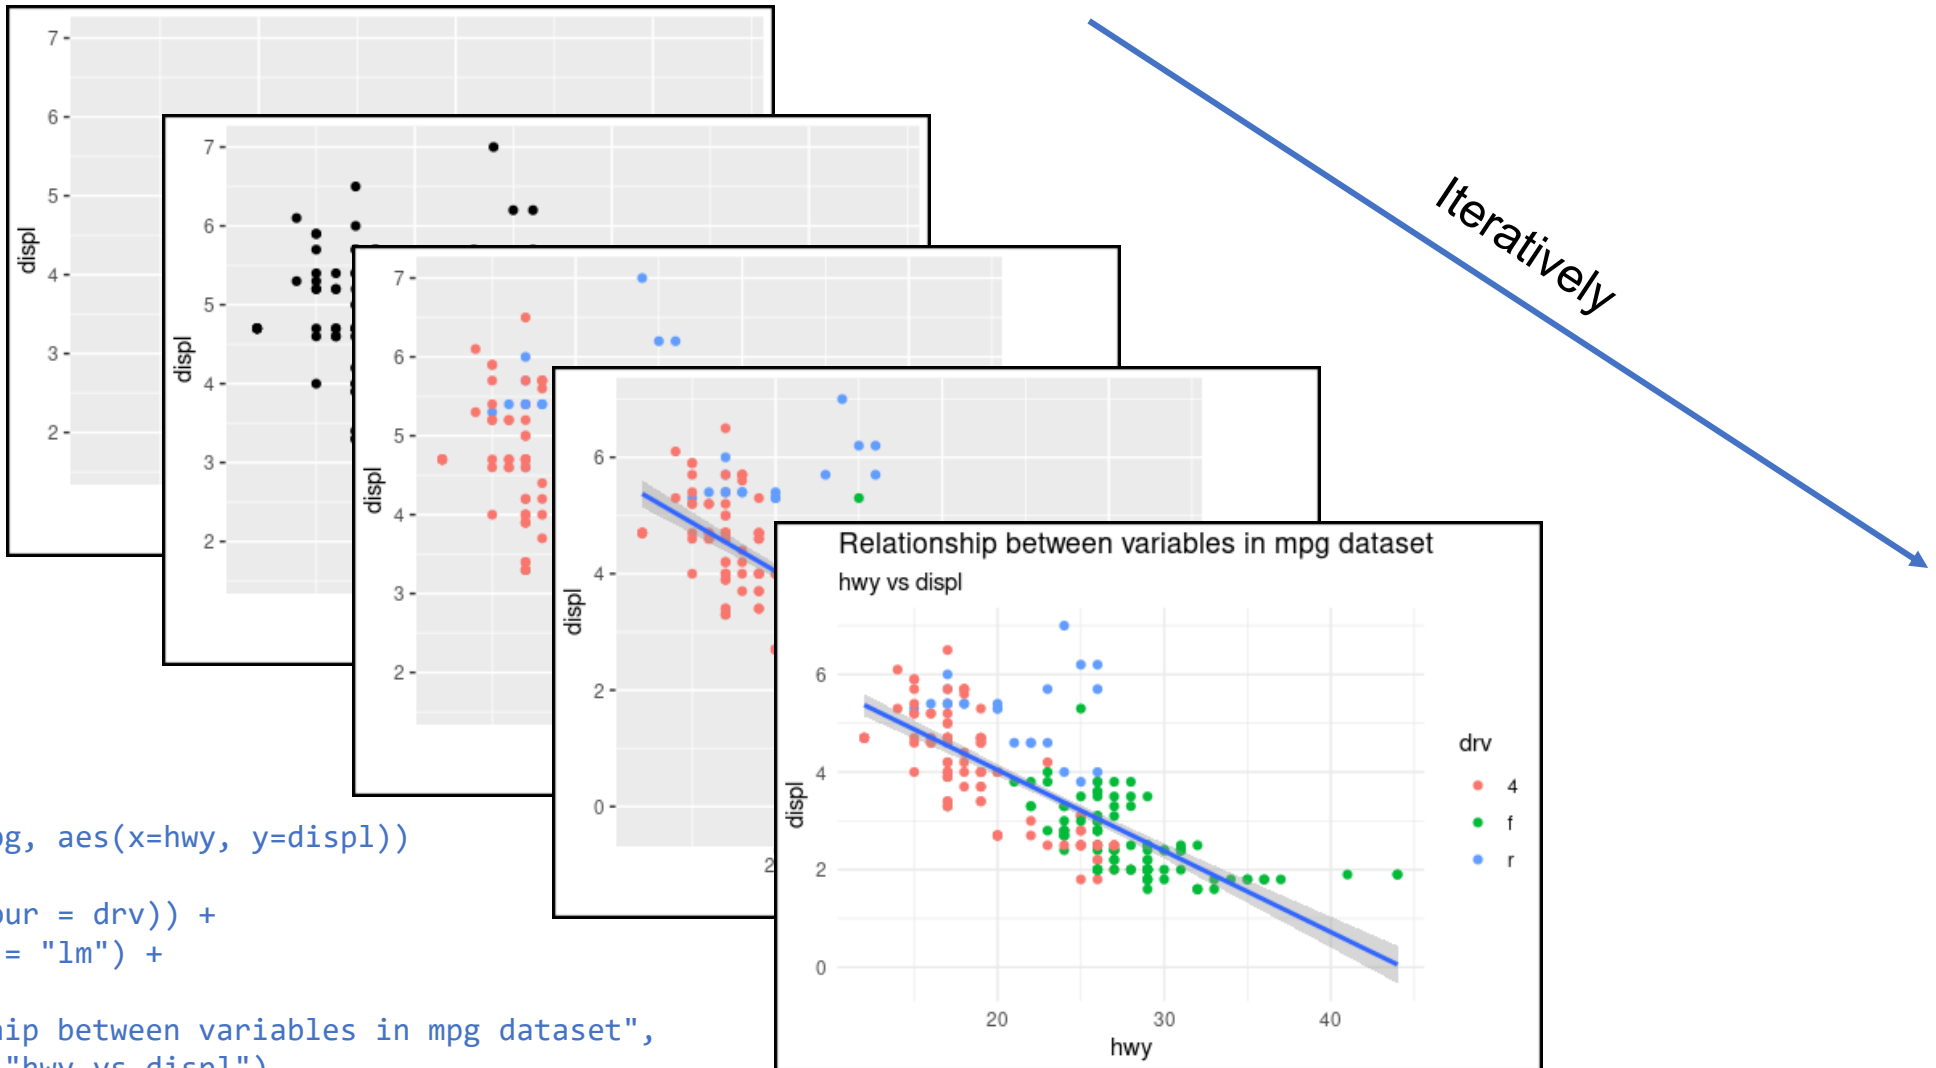 7
6
5
4
3
2
displ
7
6
5
4
3
2
displ
7
6
5
4
3
2
displ
6
4
2
0
displ
2
Iteratively
Relationship between variables in mpg dataset
hwy vs displ
6
4
2
0
displ
20 30 40
hwy
drv
4
f
r
aes(x=hwy, y=displ))
= drv)) +
= "lm") +
between variables in mpg dataset",
"hwy vs displ")